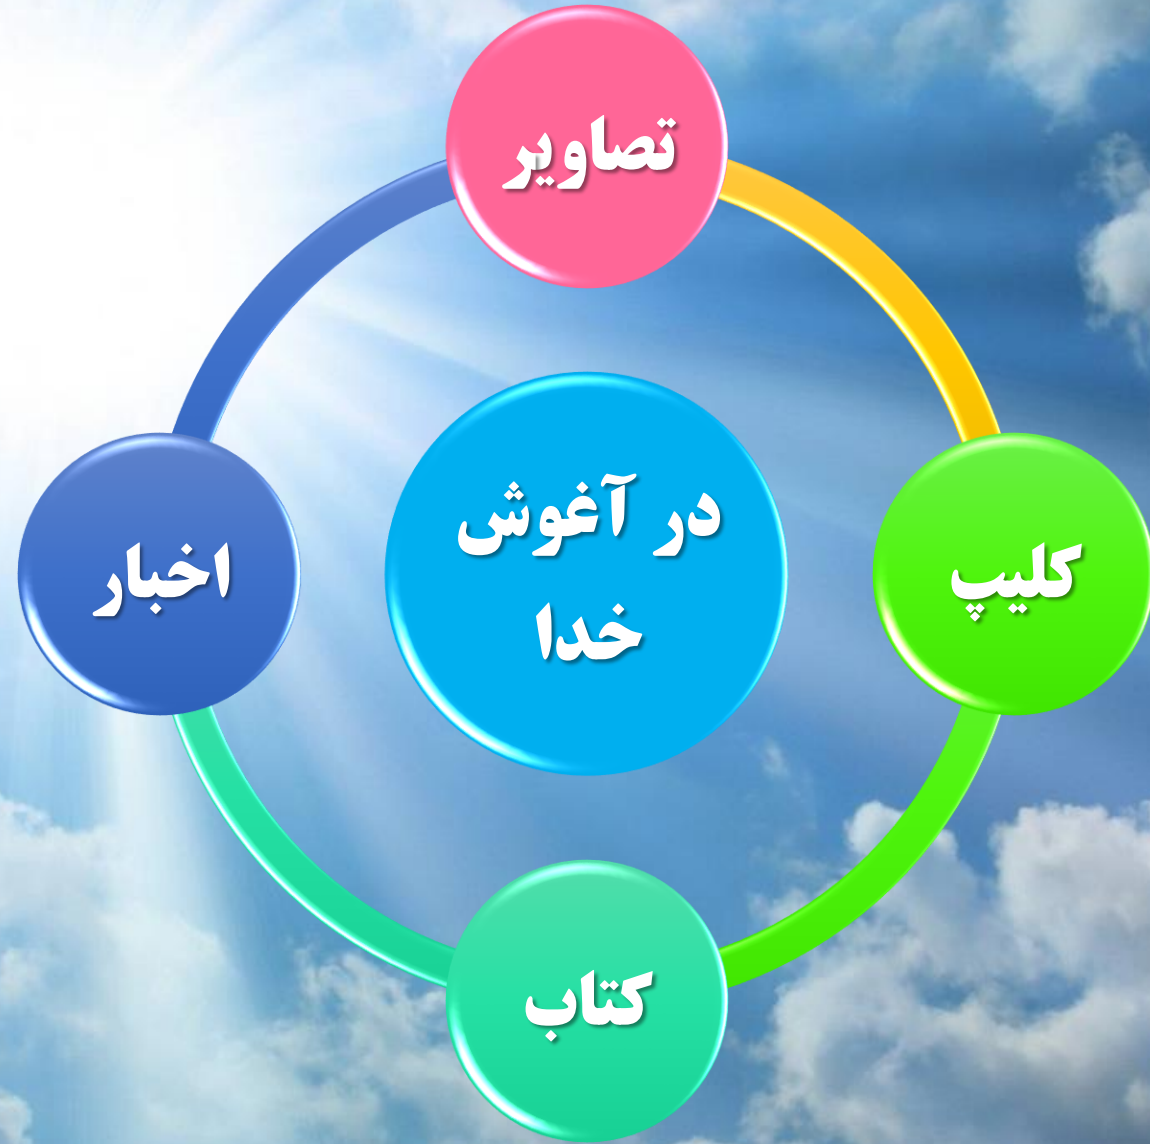 تصاویر
در آغوش
خدا
کلیپ
اخبار
کتاب